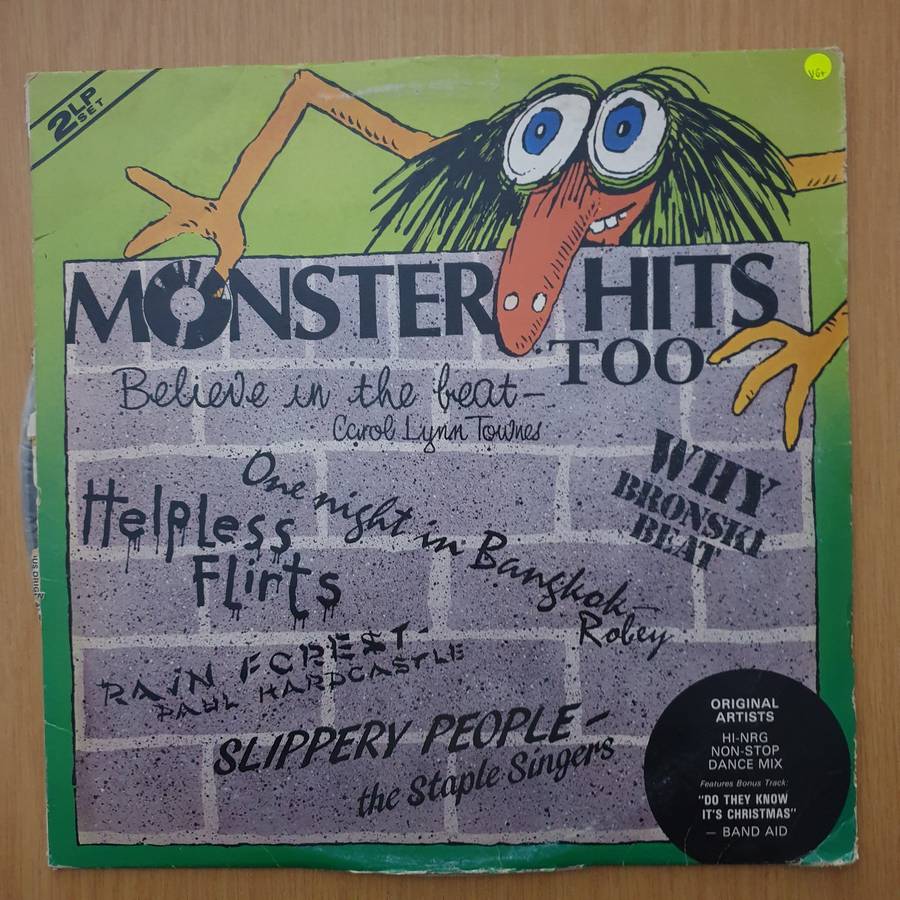 2LP
SET
VG+
MONSTER HITS
TOO
Believe in the beat —
Carol Lynn Townes
WHY
BRONSKI
BEAT
One night in Bangkok —
Robey
HelpLess
FLirts
RAIN FOREST -
PAUL HARDCASTLE
SLIPPERY PEOPLE —
the Staple Singers
ORIGINAL
ARTISTS
HI-NRG
NON-STOP
DANCE MIX
Features Bonus Track:
"DO THEY KNOW
IT'S CHRISTMAS"
— BAND AID